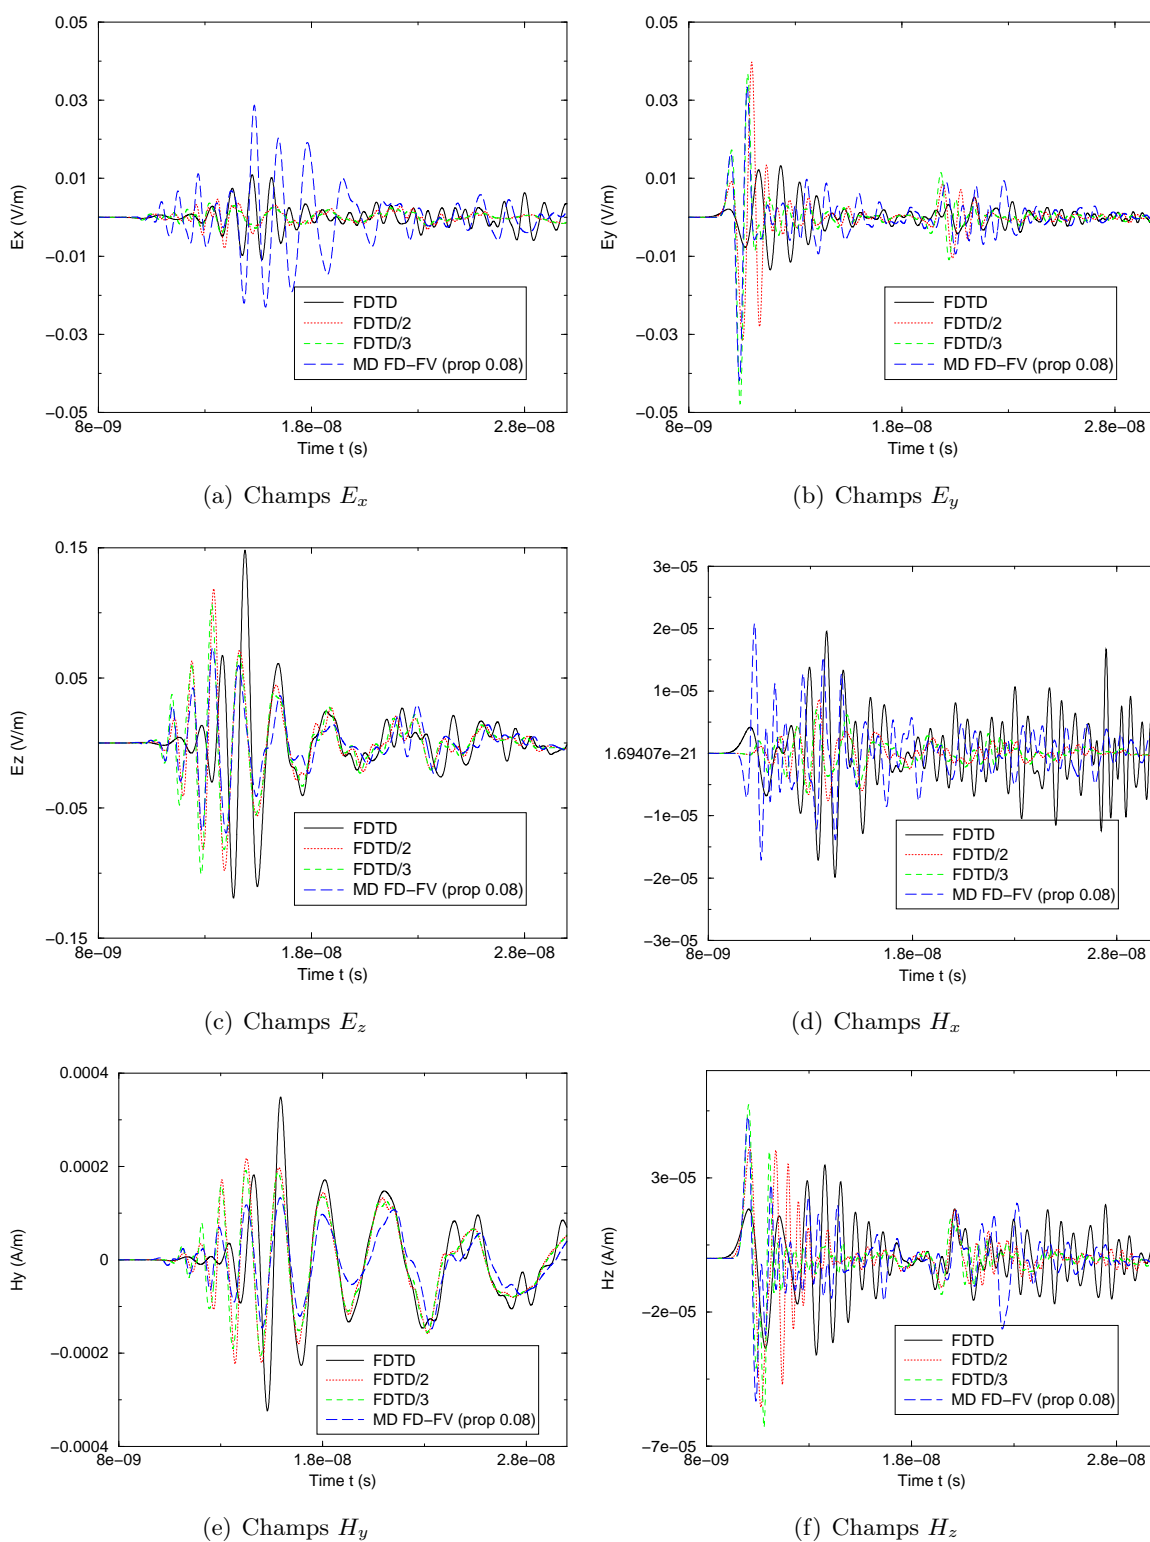 0.05
0.03
0.01
−0.01
−0.03
−0.05
Ex (V/m)
8e−09
1.8e−08
2.8e−08
Time t (s)
FDTD
FDTD/2
FDTD/3
MD FD−FV (prop 0.08)
(a) Champs Ex
0.05
0.03
0.01
−0.01
−0.03
−0.05
Ey (V/m)
8e−09
1.8e−08
2.8e−08
Time t (s)
FDTD
FDTD/2
FDTD/3
MD FD−FV (prop 0.08)
(b) Champs Ey
0.15
0.05
−0.05
−0.15
Ez (V/m)
8e−09
1.8e−08
2.8e−08
Time t (s)
FDTD
FDTD/2
FDTD/3
MD FD−FV (prop 0.08)
(c) Champs Ez
3e−05
2e−05
1e−05
1.69407e−21
−1e−05
−2e−05
−3e−05
8e−09
1.8e−08
2.8e−08
Time t (s)
FDTD
FDTD/2
FDTD/3
MD FD−FV (prop 0.08)
(d) Champs Hx
0.0004
0.0002
0
−0.0002
−0.0004
Hy (A/m)
8e−09
1.8e−08
2.8e−08
Time t (s)
FDTD
FDTD/2
FDTD/3
MD FD−FV (prop 0.08)
(e) Champs Hy
3e−05
−2e−05
−7e−05
Hz (A/m)
8e−09
1.8e−08
2.8e−08
Time t (s)
FDTD
FDTD/2
FDTD/3
MD FD−FV (prop 0.08)
(f) Champs Hz